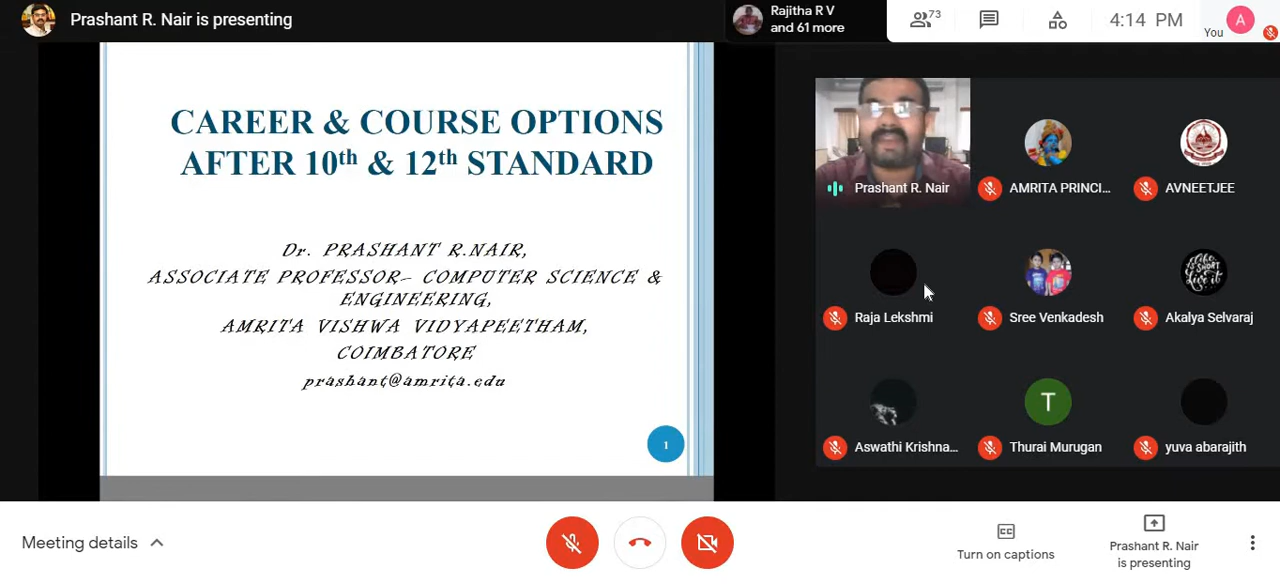 Prashant R. Nair is presenting
Rajitha R V
and 61 more
73
4:14 PM
A
You
CAREER & COURSE OPTIONS
AFTER 10th & 12th STANDARD
Dr. PRASHANT R.NAIR,
ASSOCIATE PROFESSOR– COMPUTER SCIENCE &
ENGINEERING,
AMRITA VISHWA VIDYAPEETHAM,
COIMBATORE
prashant@amrita.edu
1
Prashant R. Nair
AMRITA PRINCI...
AVNEETJEE
Raja Lekshmi
Sree Venkadesh
Akalya Selvaraj
T
Aswathi Krishna...
Thurai Murugan
yuva abarajith
Meeting details
CC
Turn on captions
Prashant R. Nair
is presenting